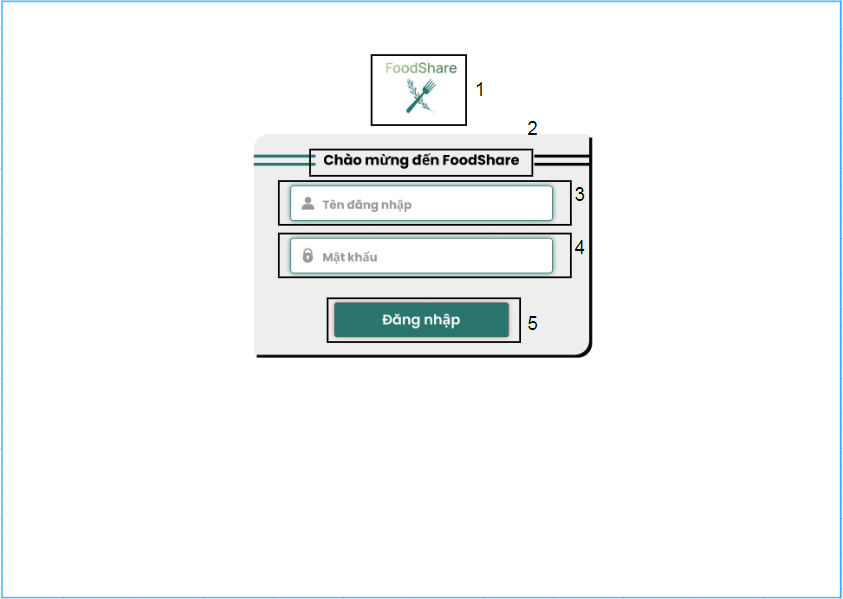 FoodShare
1
2
Chào mừng đến FoodShare
Tên đăng nhập
3
Mật khẩu
4
Đăng nhập
5